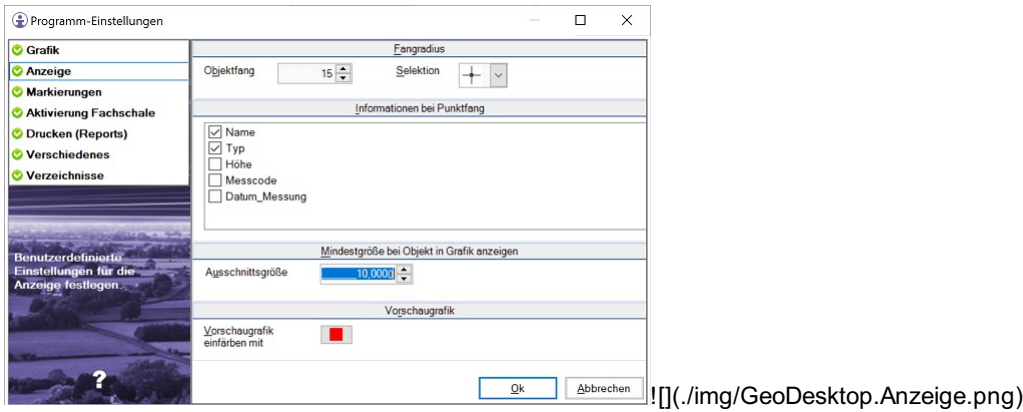 Programm-Einstellungen
Grafik
Anzeige
Markierungen
Aktivierung Fachschale
Drucken (Reports)
Verschiedenes
Verzeichnisse
Benutzerdefinierte
Einstellungen für die
Anzeige festlegen.
?
Fangradius
Objektfang 15 Selektion
Informationen bei Punktfang
Name
Typ
Höhe
Messcode
Datum_Messung
Mindestgröße bei Objekt in Grafik anzeigen
Ausschnittsgröße 10,000
Vorschaugrafik
Vorschaugrafik
einfärben mit
Ok Abbrechen
![](./img/GeoDesktop.Anzeige.png)